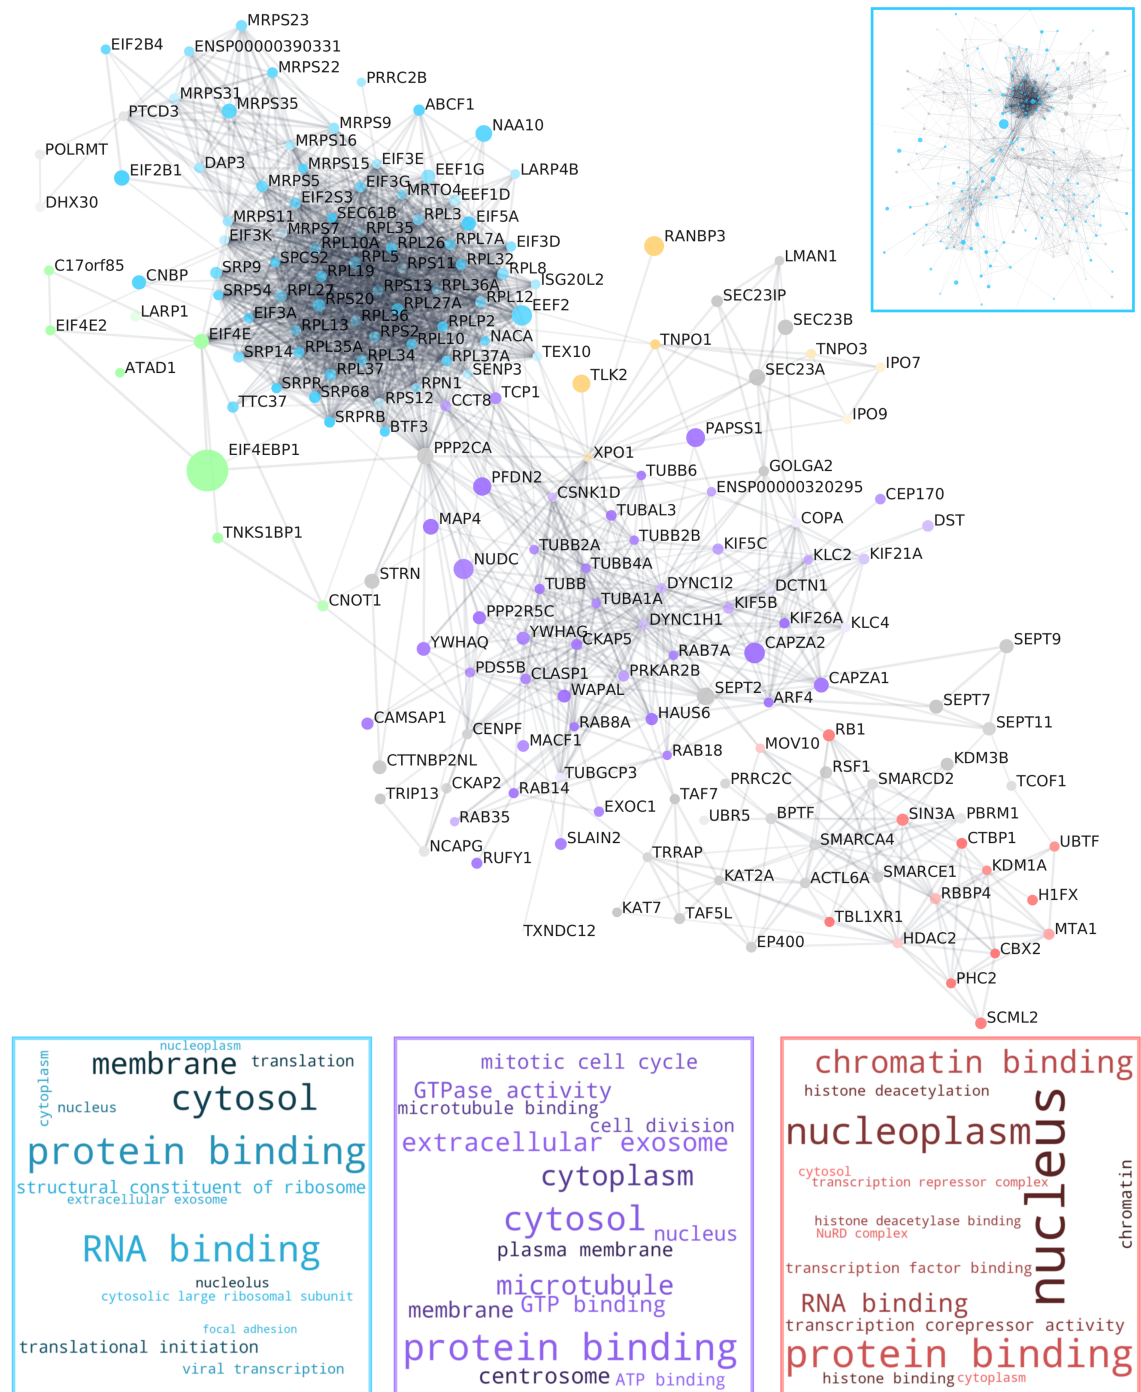 MRPS23
EIF2B4
ENSP00000390331
MRPS22
PRRC2B
MRPS31
MRPS35
ABCF1
PTCD3
MRPS9
NAA10
MRPS16
POLRMT
DAP3
MRPS15
EIF3E
EIF2B1
EEF1G
LARP4B
MRPS5
EIF3G
MRTO4
EEF1D
DHX30
EIF2S3
MRPS11
SEC61B
RPL3
EIF5A
EIF3K
MRPS7
RPL35
RANBP3
RPL10A
RPL26
RPL7A
EIF3D
C17orf85
SPCS2
RPL5
RPS11
RPL32
LMAN1
CNBP
SRP9
RPL19
RPL8
ISG20L2
SRP54
RPL27
RPS13
RPL36A
SEC23IP
LARP1
RPS20
RPL27A
RPL12
EIF4E2
EIF3A
RPL36
EEF2
SEC23B
EIF4E
RPL13
RPS2
RPLP2
TNPO1
SRP14
RPL35A
RPL10
NACA
TNPO3
ATAD1
RPL34
RPL37A
TEX10
IPO7
RPL37
SENP3
SEC23A
SRPR
RPN1
TLK2
TTC37
SRP68
RPS12
CCT8
TCP1
SRPRB
BTF3
IPO9
PAPSS1
EIF4EBP1
PPP2CA
XPO1
PFDN2
TUBB6
GOLGA2
CSNK1D
ENSP00000320295
CEP170
MAP4
TUBAL3
COPA
DST
TNKS1BP1
TUBB2A
TUBB2B
KIF5C
KLC2
KIF21A
NUDC
TUBB4A
STRN
TUBB
DYNC1I2
DCTN1
CNOT1
TUBA1A
KIF5B
PPP2R5C
DYNC1H1
KIF26A
KLC4
YWHAQ
YWHAG
CKAP5
RAB7A
CAPZA2
SEPT9
PDS5B
CLASP1
PRKAR2B
CAPZA1
WAPAL
SEPT2
ARF4
SEPT7
CAMSAP1
CENPF
RAB8A
HAUS6
SEPT11
MACF1
RAB18
MOV10
RB1
CTTNBP2NL
TUBGCP3
RSF1
KDM3B
CKAP2
PRRC2C
SMARCD2
TCOF1
TRIP13
RAB14
TAF7
RAB35
EXOC1
UBR5
BPTF
SIN3A
PBRM1
NCAPG
SLAIN2
SMARCA4
CTBP1
UBTF
RUFY1
TRRAP
KDM1A
KAT2A
ACTL6A
SMARCE1
RBBP4
H1FX
KAT7
TAF5L
TBL1XR1
TXNDC12
EP400
HDAC2
MTA1
CBX2
PHC2
SCML2
nucleoplasm
membrane
translation
cytoplasm
cytosol
nucleus
protein binding
structural constituent of ribosome
extracellular exosome
RNA binding
nucleolus
cytosolic large ribosomal subunit
focal adhesion
translational initiation
viral transcription
mitotic cell cycle
GTPase activity
microtubule binding
cell division
extracellular exosome
cytoplasm
cytosol
nucleus
plasma membrane
microtubule
membrane
GTP binding
protein binding
centrosome
ATP binding
chromatin binding
histone deacetylation
nucleoplasm
nucleus
cytosol
transcription repressor complex
chromatin
histone deacetylase binding
NuRD complex
transcription factor binding
RNA binding
transcription corepressor activity
protein binding
histone binding
cytoplasm